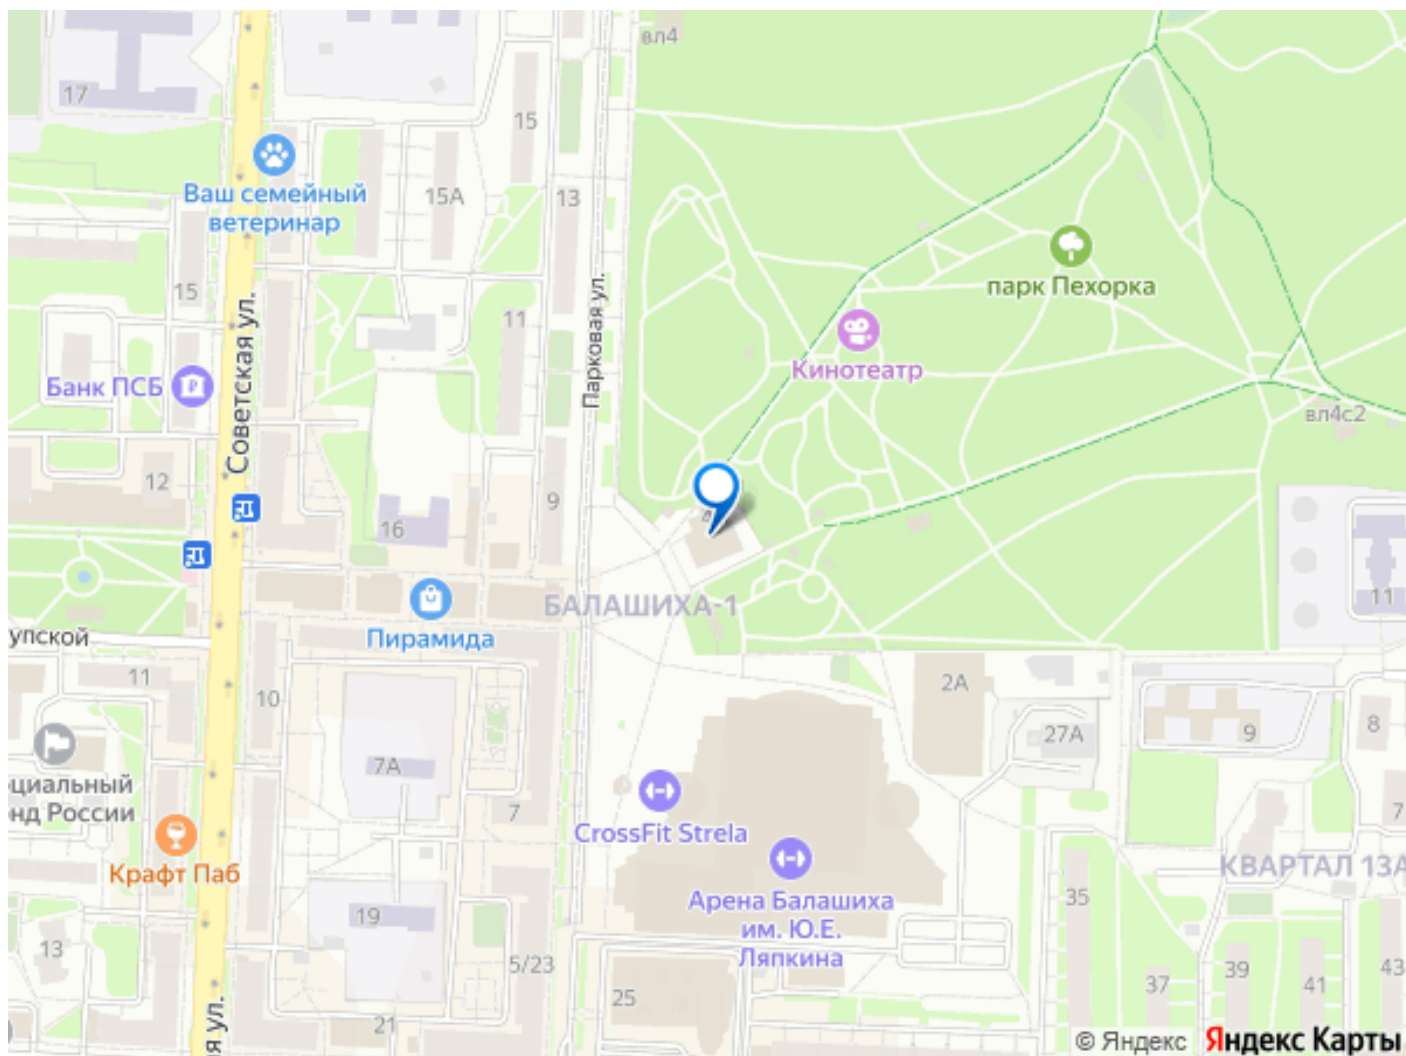 вл4
17
15
Ваш семейный
ветеринар
15А
13
парк Пехорка
15
Советская ул.
Парковая ул.
11
Кинотеатр
Банк ПСБ
вл4с2
12
9
16
11
БАЛАШИХА-1
Пирамида
упской
11
10
2А
27А
9
8
циальный
нд России
7А
7
CrossFit Strela
7
Крафт Паб
Арена Балашиха
им. Ю.Е.
Ляпкина
КВАРТАЛ 13А
35
19
13
5/23
25
37
39
41
43
21
я ул.
© Яндекс
Яндекс Карты